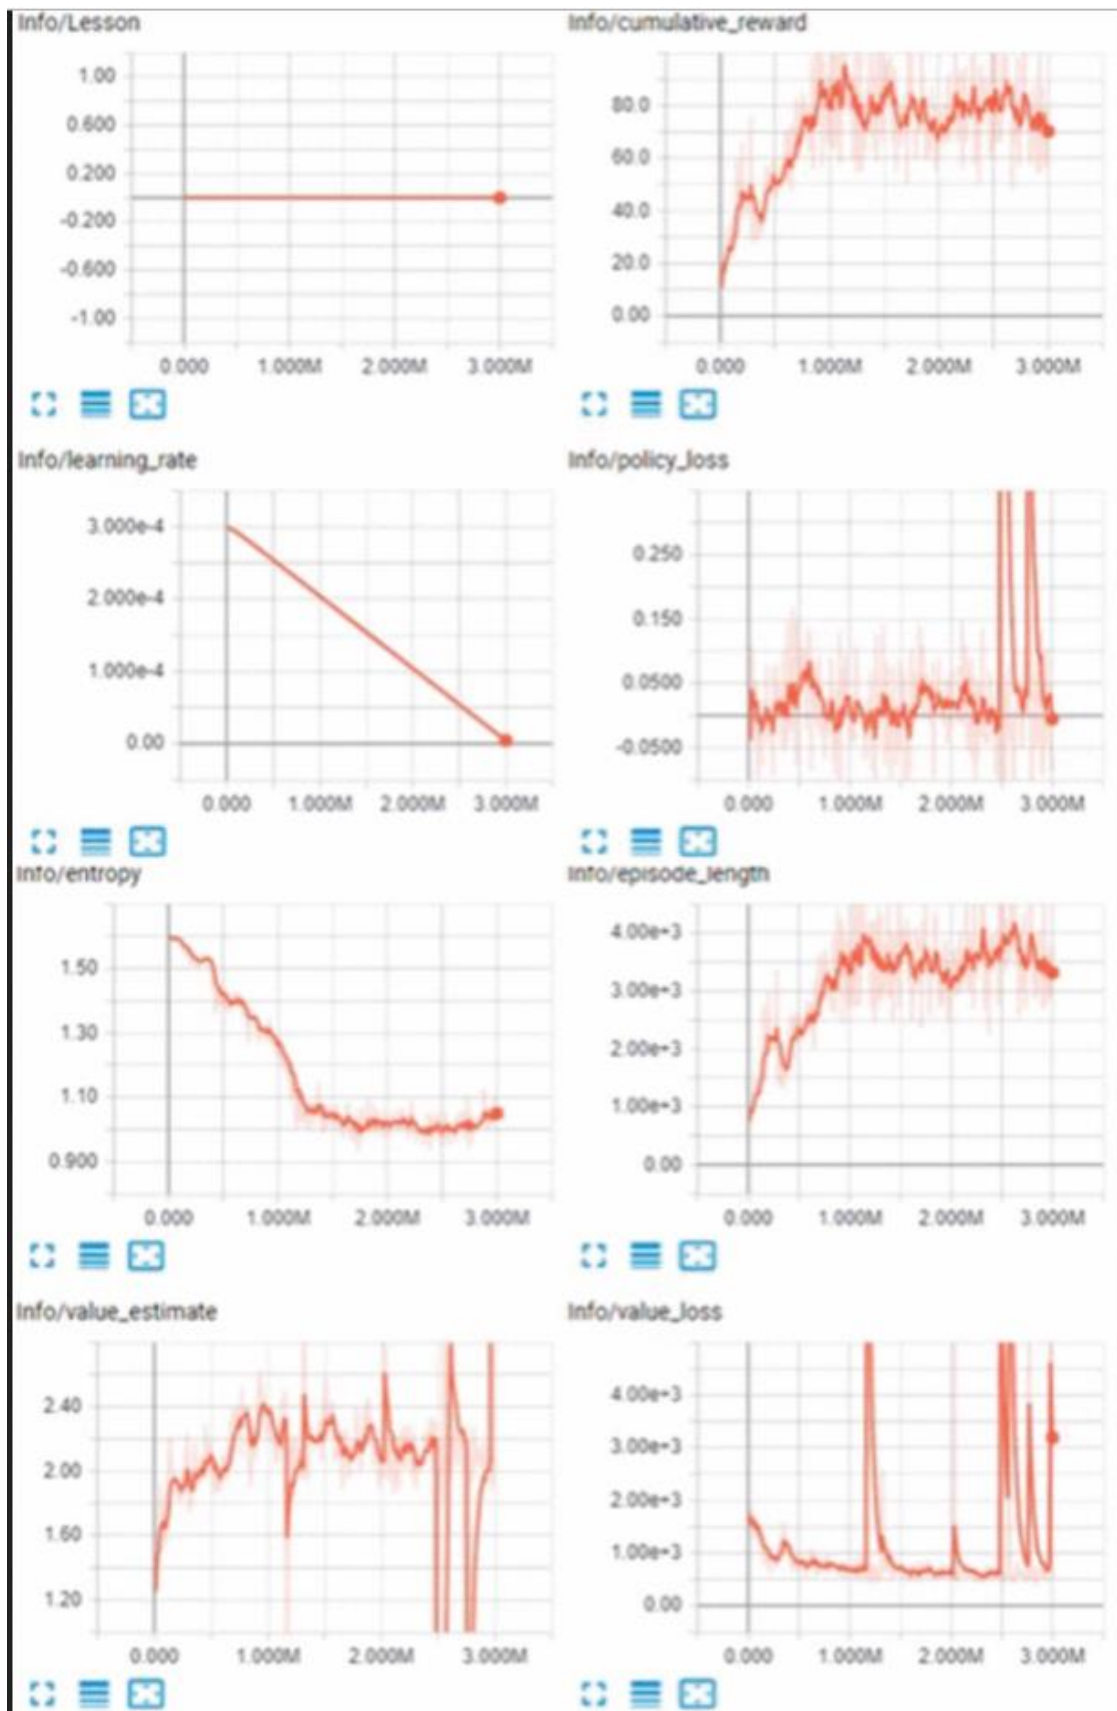 Info/Lesson
1.00
0.600
0.200
-0.200
-0.600
-1.00
0.000 1.000M 2.000M 3.000M
Info/cumulative_reward
80.0
60.0
40.0
20.0
0.00
0.000 1.000M 2.000M 3.000M
Info/learning_rate
3.000e-4
2.000e-4
1.000e-4
0.00
0.000 1.000M 2.000M 3.000M
Info/policy_loss
0.250
0.150
0.0500
-0.0500
0.000 1.000M 2.000M 3.000M
Info/entropy
1.50
1.30
1.10
0.900
0.000 1.000M 2.000M 3.000M
Info/episode_length
4.00e+3
3.00e+3
2.00e+3
1.00e+3
0.00
0.000 1.000M 2.000M 3.000M
Info/value_estimate
2.40
2.00
1.60
1.20
0.000 1.000M 2.000M 3.000M
Info/value_loss
4.00e+3
3.00e+3
2.00e+3
1.00e+3
0.00
0.000 1.000M 2.000M 3.000M